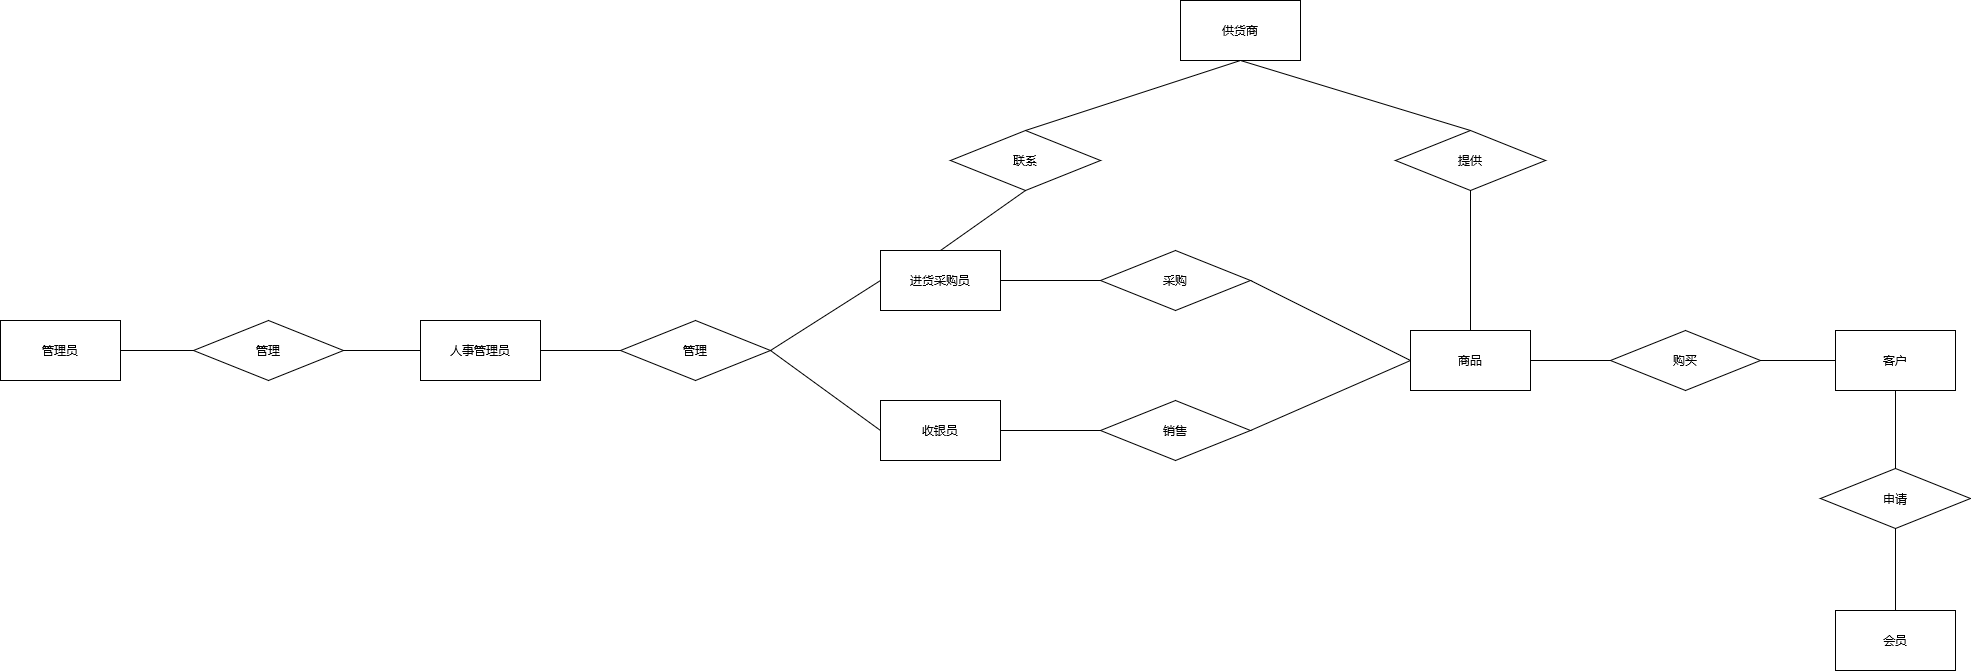 供货商
联系
提供
进货采购员
采购
管理员
管理
人事管理员
管理
商品
购买
客户
收银员
销售
申请
会员